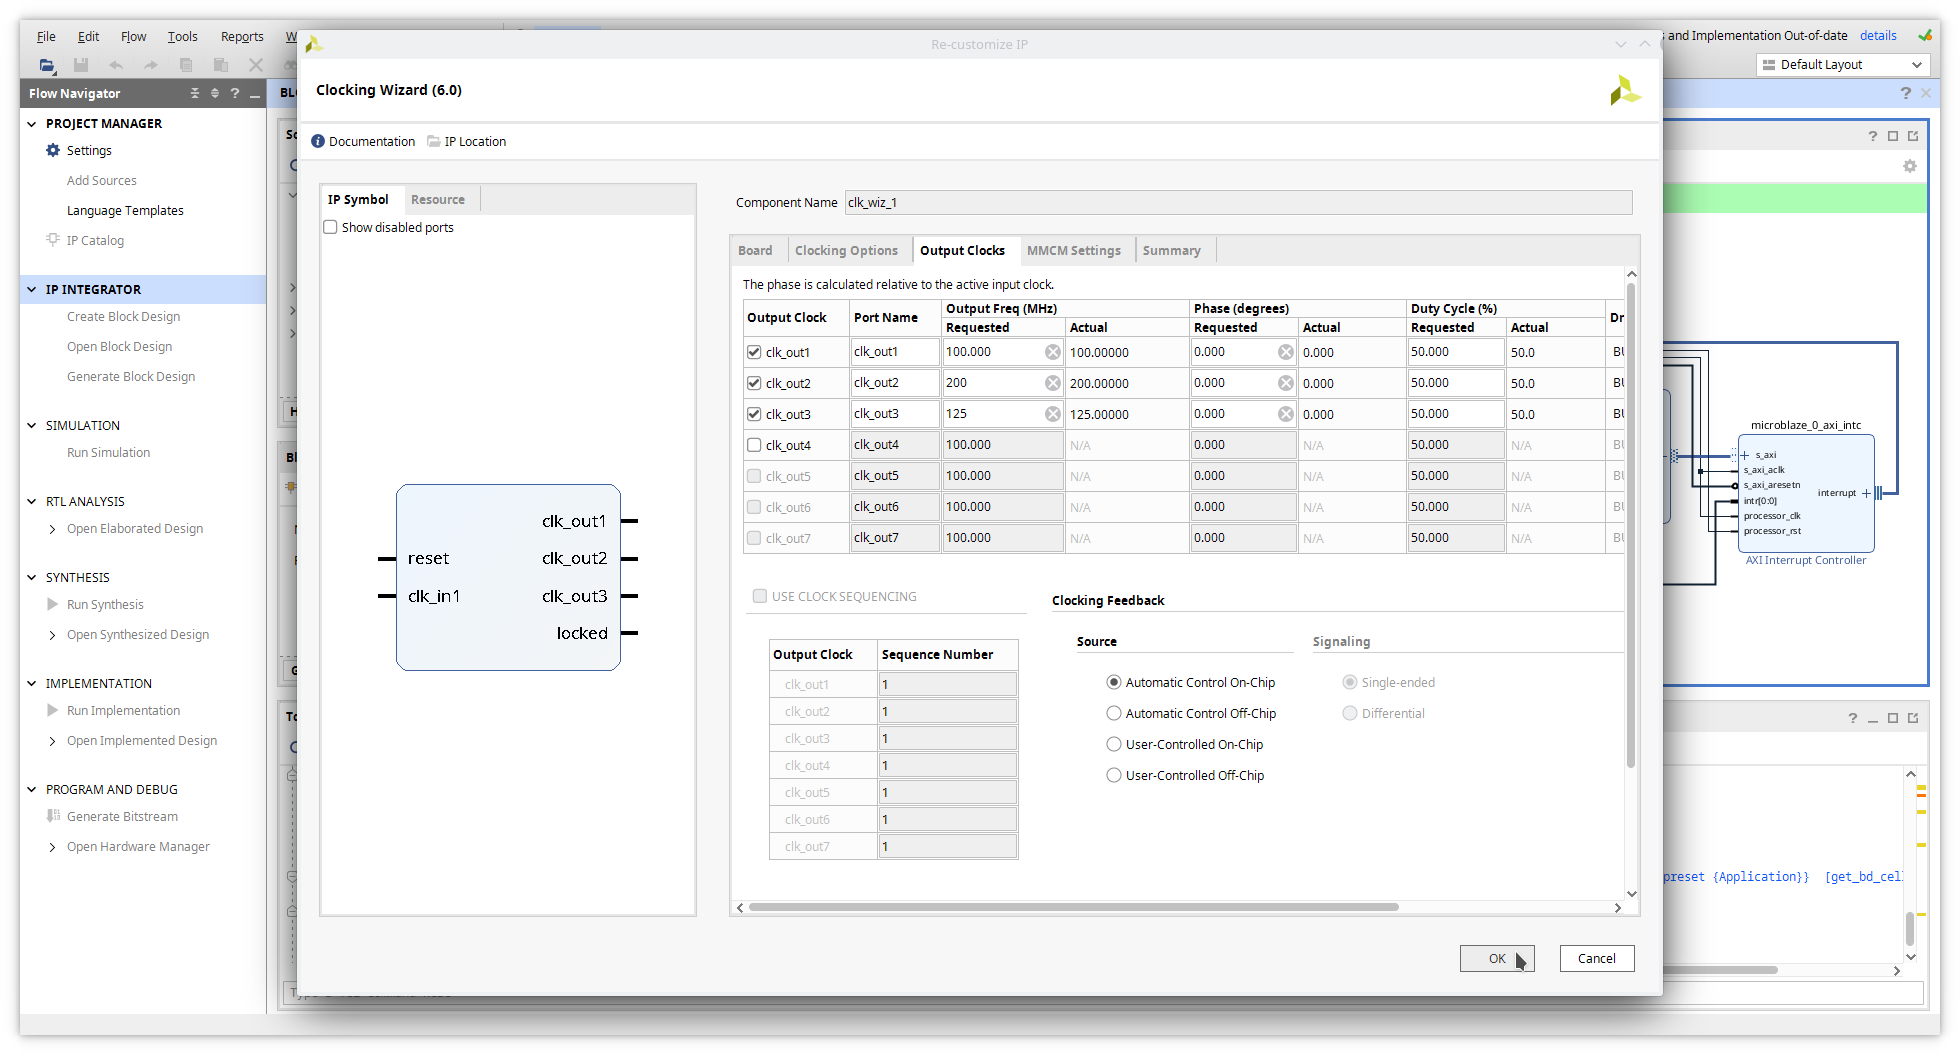 File Edit Flow Tools Reports W
s and Implementation Out-of-date details
Default Layout
Flow Navigator
PROJECT MANAGER
Settings
Add Sources
Language Templates
IP Catalog
IP INTEGRATOR
Create Block Design
Open Block Design
Generate Block Design
SIMULATION
Run Simulation
RTL ANALYSIS
Open Elaborated Design
SYNTHESIS
Run Synthesis
Open Synthesized Design
IMPLEMENTATION
Run Implementation
Open Implemented Design
PROGRAM AND DEBUG
Generate Bitstream
Open Hardware Manager
Re-customize IP
Clocking Wizard (6.0)
Documentation IP Location
IP Symbol Resource
Show disabled ports
reset
clk_in1
clk_out1
clk_out2
clk_out3
locked
Component Name clk_wiz_1
Board Clocking Options Output Clocks MMCM Settings Summary
The phase is calculated relative to the active input clock.
Output Clock Port Name Output Freq (MHz) Phase (degrees) Duty Cycle (%) Dr
Requested Actual Requested Actual Requested Actual
clk_out1 clk_out1 100.000 100.00000 0.000 0.000 50.000 50.0 BU
clk_out2 clk_out2 200 200.00000 0.000 0.000 50.000 50.0 BU
clk_out3 clk_out3 125 125.00000 0.000 0.000 50.000 50.0 BU
clk_out4 clk_out4 100.000 N/A 0.000 N/A 50.000 N/A BU
clk_out5 clk_out5 100.000 N/A 0.000 N/A 50.000 N/A BU
clk_out6 clk_out6 100.000 N/A 0.000 N/A 50.000 N/A BU
clk_out7 clk_out7 100.000 N/A 0.000 N/A 50.000 N/A BU
USE CLOCK SEQUENCING
Output Clock Sequence Number
clk_out1 1
clk_out2 1
clk_out3 1
clk_out4 1
clk_out5 1
clk_out6 1
clk_out7 1
Clocking Feedback
Source Signaling
Automatic Control On-Chip Single-ended
Automatic Control Off-Chip Differential
User-Controlled On-Chip
User-Controlled Off-Chip
OK Cancel
microblaze_0_axi_intc
s_axi
s_axi_aclk
s_axi_aresetn
intr[0:0]
processor_clk
processor_rst
interrupt
AXI Interrupt Controller
preset {Application}} [get_bd_cel